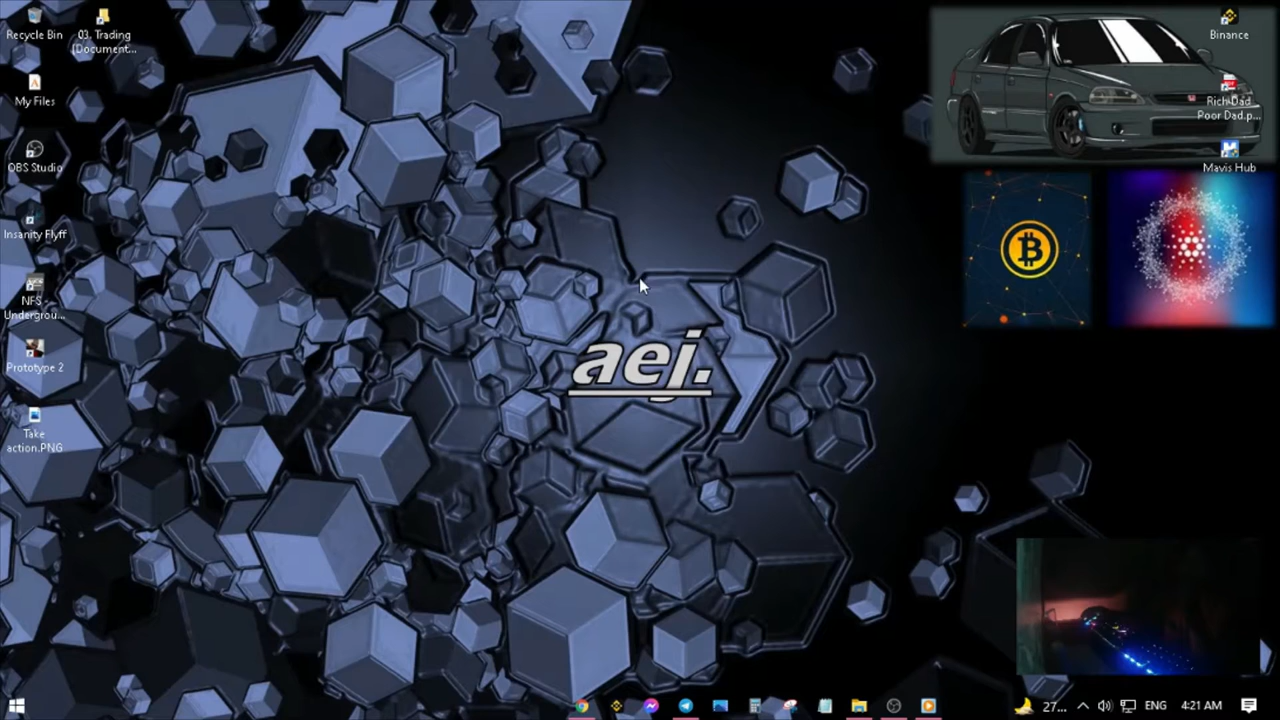 Recycle Bin
03. Trading
[Document...
My Files
OBS Studio
Insanity Flyff
NFS -
Undergrou...
Prototype 2
Take
action.PNG
aej.
Binance
Rich Dad
Poor Dad.p...
Mavis Hub
27...
ENG
4:21 AM